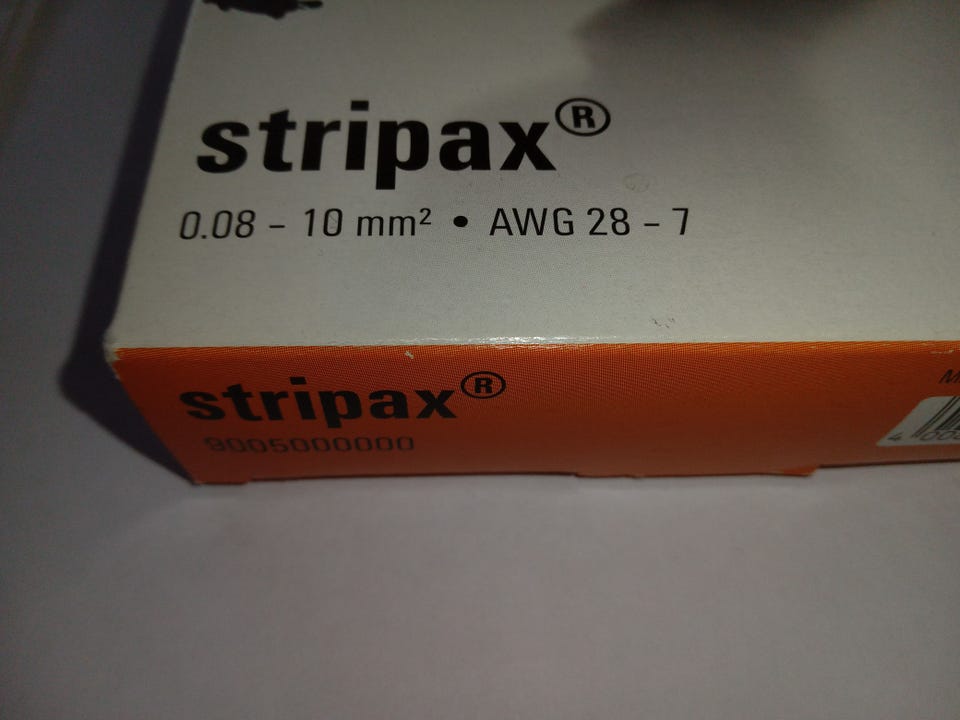 stripax®
0.08 – 10 mm² • AWG 28 – 7
stripax®
9005000000